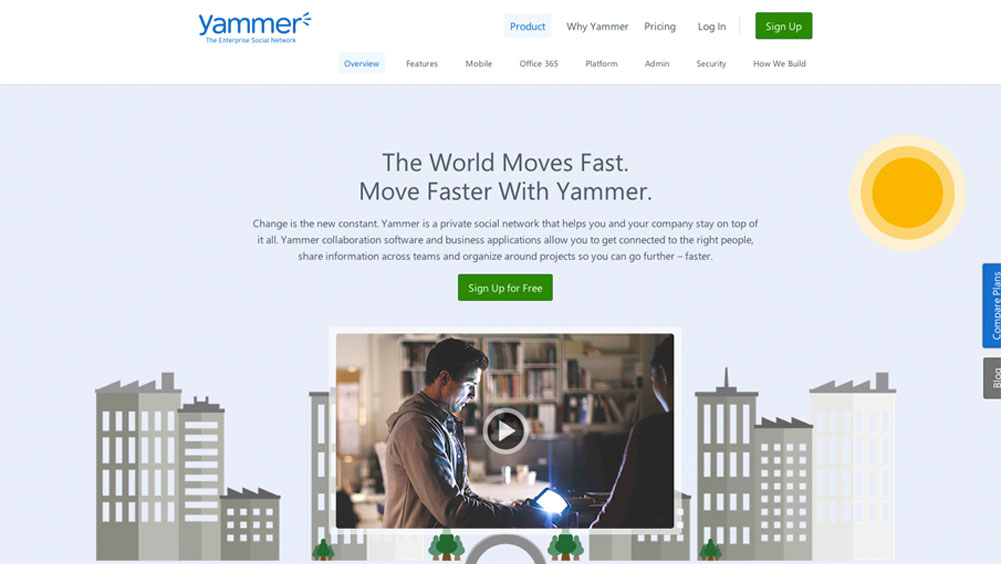 yammer
The Enterprise Social Network
Product Why Yammer Pricing Log In Sign Up
Overview Features Mobile Office 365 Platform Admin Security How We Build
The World Moves Fast.
Move Faster With Yammer.
Change is the new constant. Yammer is a private social network that helps you and your company stay on top of
it all. Yammer collaboration software and business applications allow you to get connected to the right people,
share information across teams and organize around projects so you can go further – faster.
Sign Up for Free
Compare Plans
Blog